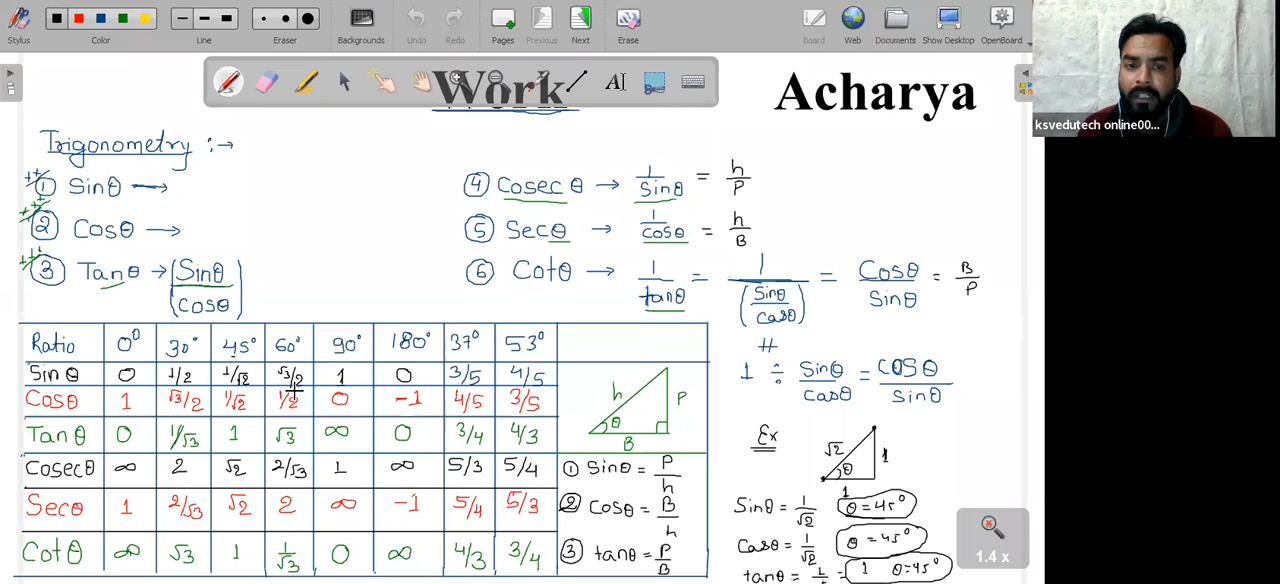 Stylus
Color
Line
Eraser
Backgrounds
Undo
Redo
Pages
Previous
Next
Erase
Board
Web
Documents
Show Desktop
OpenBoard
Work
Acharya
ksvedutech online00...
Trigonometry :→
① Sinθ →
② Cosθ →
③ Tanθ → (Sinθ/Cosθ)
④ Cosec θ → 1/Sinθ = h/P
⑤ Secθ → 1/cosθ = h/B
⑥ Cotθ → 1/tanθ = 1/(Sinθ/cosθ) = Cosθ/Sinθ = B/P
#
1 ÷ Sinθ/cosθ = COSθ/Sinθ
Ratio 0° 30° 45° 60° 90° 180° 37° 53°
Sinθ 0 1/2 1/√2 √3/2 1 0 3/5 4/5
Cosθ 1 √3/2 1/√2 1/2 0 -1 4/5 3/5
Tanθ 0 1/√3 1 √3 ∞ 0 3/4 4/3
Cosecθ ∞ 2 √2 2/√3 1 ∞ 5/3 5/4
Secθ 1 2/√3 √2 2 ∞ -1 5/4 5/3
Cotθ ∞ √3 1 1/√3 0 ∞ 4/3 3/4
h P
θ
B
① Sinθ = P/h
② Cosθ = B/h
③ tanθ = P/B
Ex
√2 1
θ
1
Sinθ = 1/√2 θ=45°
Cosθ = 1/√2 θ=45°
tanθ = 1/1 = 1 θ=45°
1.4 x